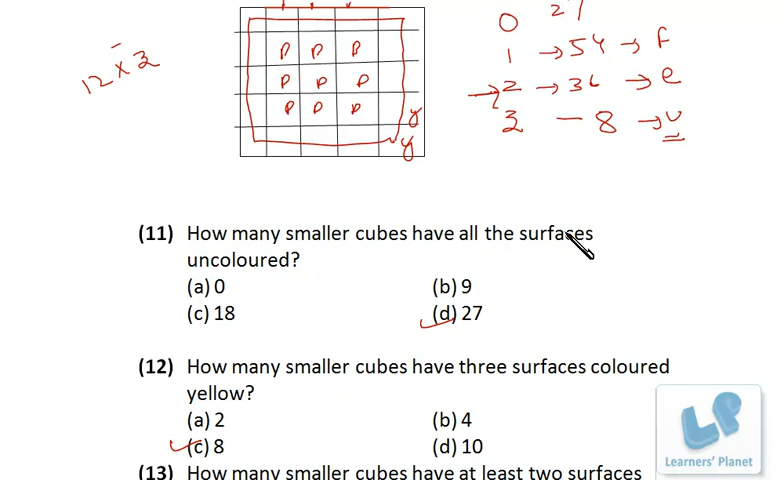 0 27
12 x 3
1 → 54 → f
P P P
→ 2 → 36 → e
P P P
3 – 8 → v
P P P
y
y
(11) How many smaller cubes have all the surfaces
uncoloured?
(a) 0 (b) 9
(c) 18 (d) 27
(12) How many smaller cubes have three surfaces coloured
yellow?
(a) 2 (b) 4
(c) 8 (d) 10
LP
Learners' Planet
(13) How many smaller cubes have at least two surfaces